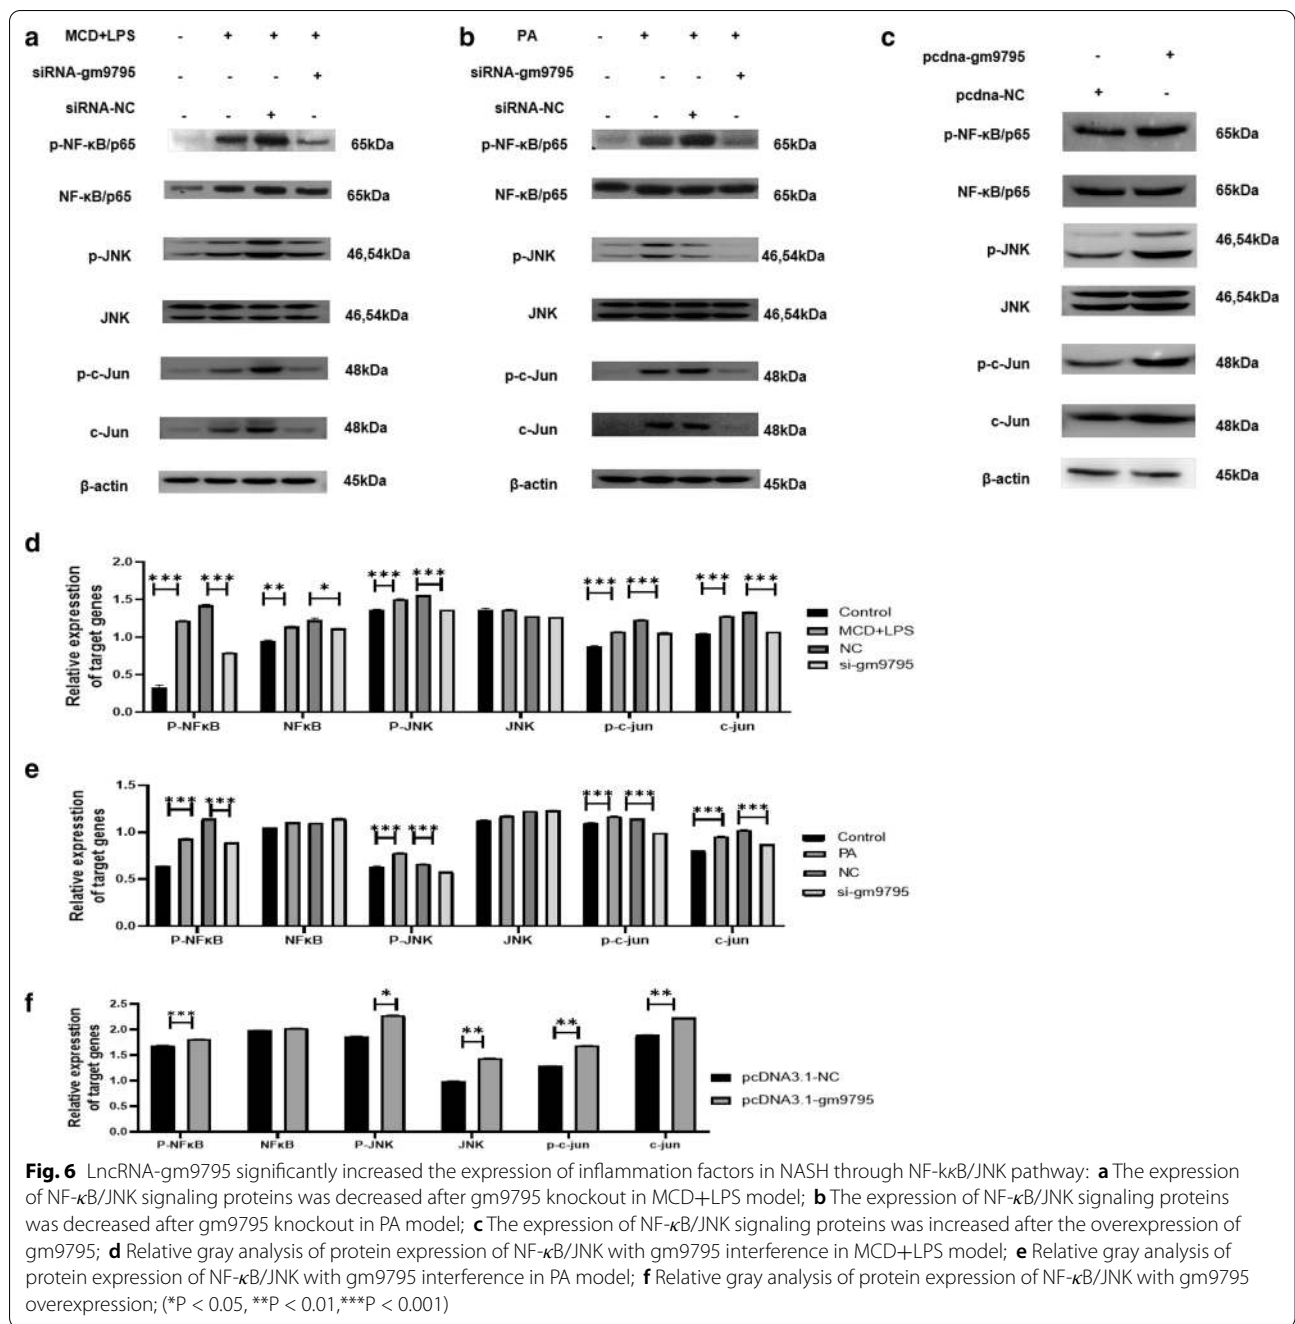 a MCD+LPS - + + +
siRNA-gm9795 - - - +
siRNA-NC - - + -
p-NF-κB/p65 65kDa
NF-κB/p65 65kDa
p-JNK 46,54kDa
JNK 46,54kDa
p-c-Jun 48kDa
c-Jun 48kDa
β-actin 45kDa
b PA - + + +
siRNA-gm9795 - - - +
siRNA-NC - - + -
p-NF-κB/p65 65kDa
NF-κB/p65 65kDa
p-JNK 46,54kDa
JNK 46,54kDa
p-c-Jun 48kDa
c-Jun 48kDa
β-actin 45kDa
c
pcdna-gm9795 - +
pcdna-NC + -
p-NF-κB/p65 65kDa
NF-κB/p65 65kDa
p-JNK 46,54kDa
JNK 46,54kDa
p-c-Jun 48kDa
c-Jun 48kDa
β-actin 45kDa
d
Relative experesstion
of target genes
2.0
1.5
1.0
0.5
0.0
*** *** ** * *** *** *** *** *** ***
P-NFκB NFκB P-JNK JNK p-c-jun c-jun
Control
MCD+LPS
NC
si-gm9795
e
Relative experesstion
of target genes
1.5
1.0
0.5
0.0
*** *** *** *** *** *** *** ***
P-NFκB NFκB P-JNK JNK p-c-jun c-jun
Control
PA
NC
si-gm9795
f
Relative experesstion
of target genes
2.5
2.0
1.5
1.0
0.5
0.0
*** * ** ** **
P-NFκB NFκB P-JNK JNK p-c-jun c-jun
pcDNA3.1-NC
pcDNA3.1-gm9795
Fig. 6 LncRNA-gm9795 significantly increased the expression of inflammation factors in NASH through NF-kκB/JNK pathway: a The expression
of NF-κB/JNK signaling proteins was decreased after gm9795 knockout in MCD+LPS model; b The expression of NF-κB/JNK signaling proteins
was decreased after gm9795 knockout in PA model; c The expression of NF-κB/JNK signaling proteins was increased after the overexpression of
gm9795; d Relative gray analysis of protein expression of NF-κB/JNK with gm9795 interference in MCD+LPS model; e Relative gray analysis of
protein expression of NF-κB/JNK with gm9795 interference in PA model; f Relative gray analysis of protein expression of NF-κB/JNK with gm9795
overexpression; (*P < 0.05, **P < 0.01,***P < 0.001)